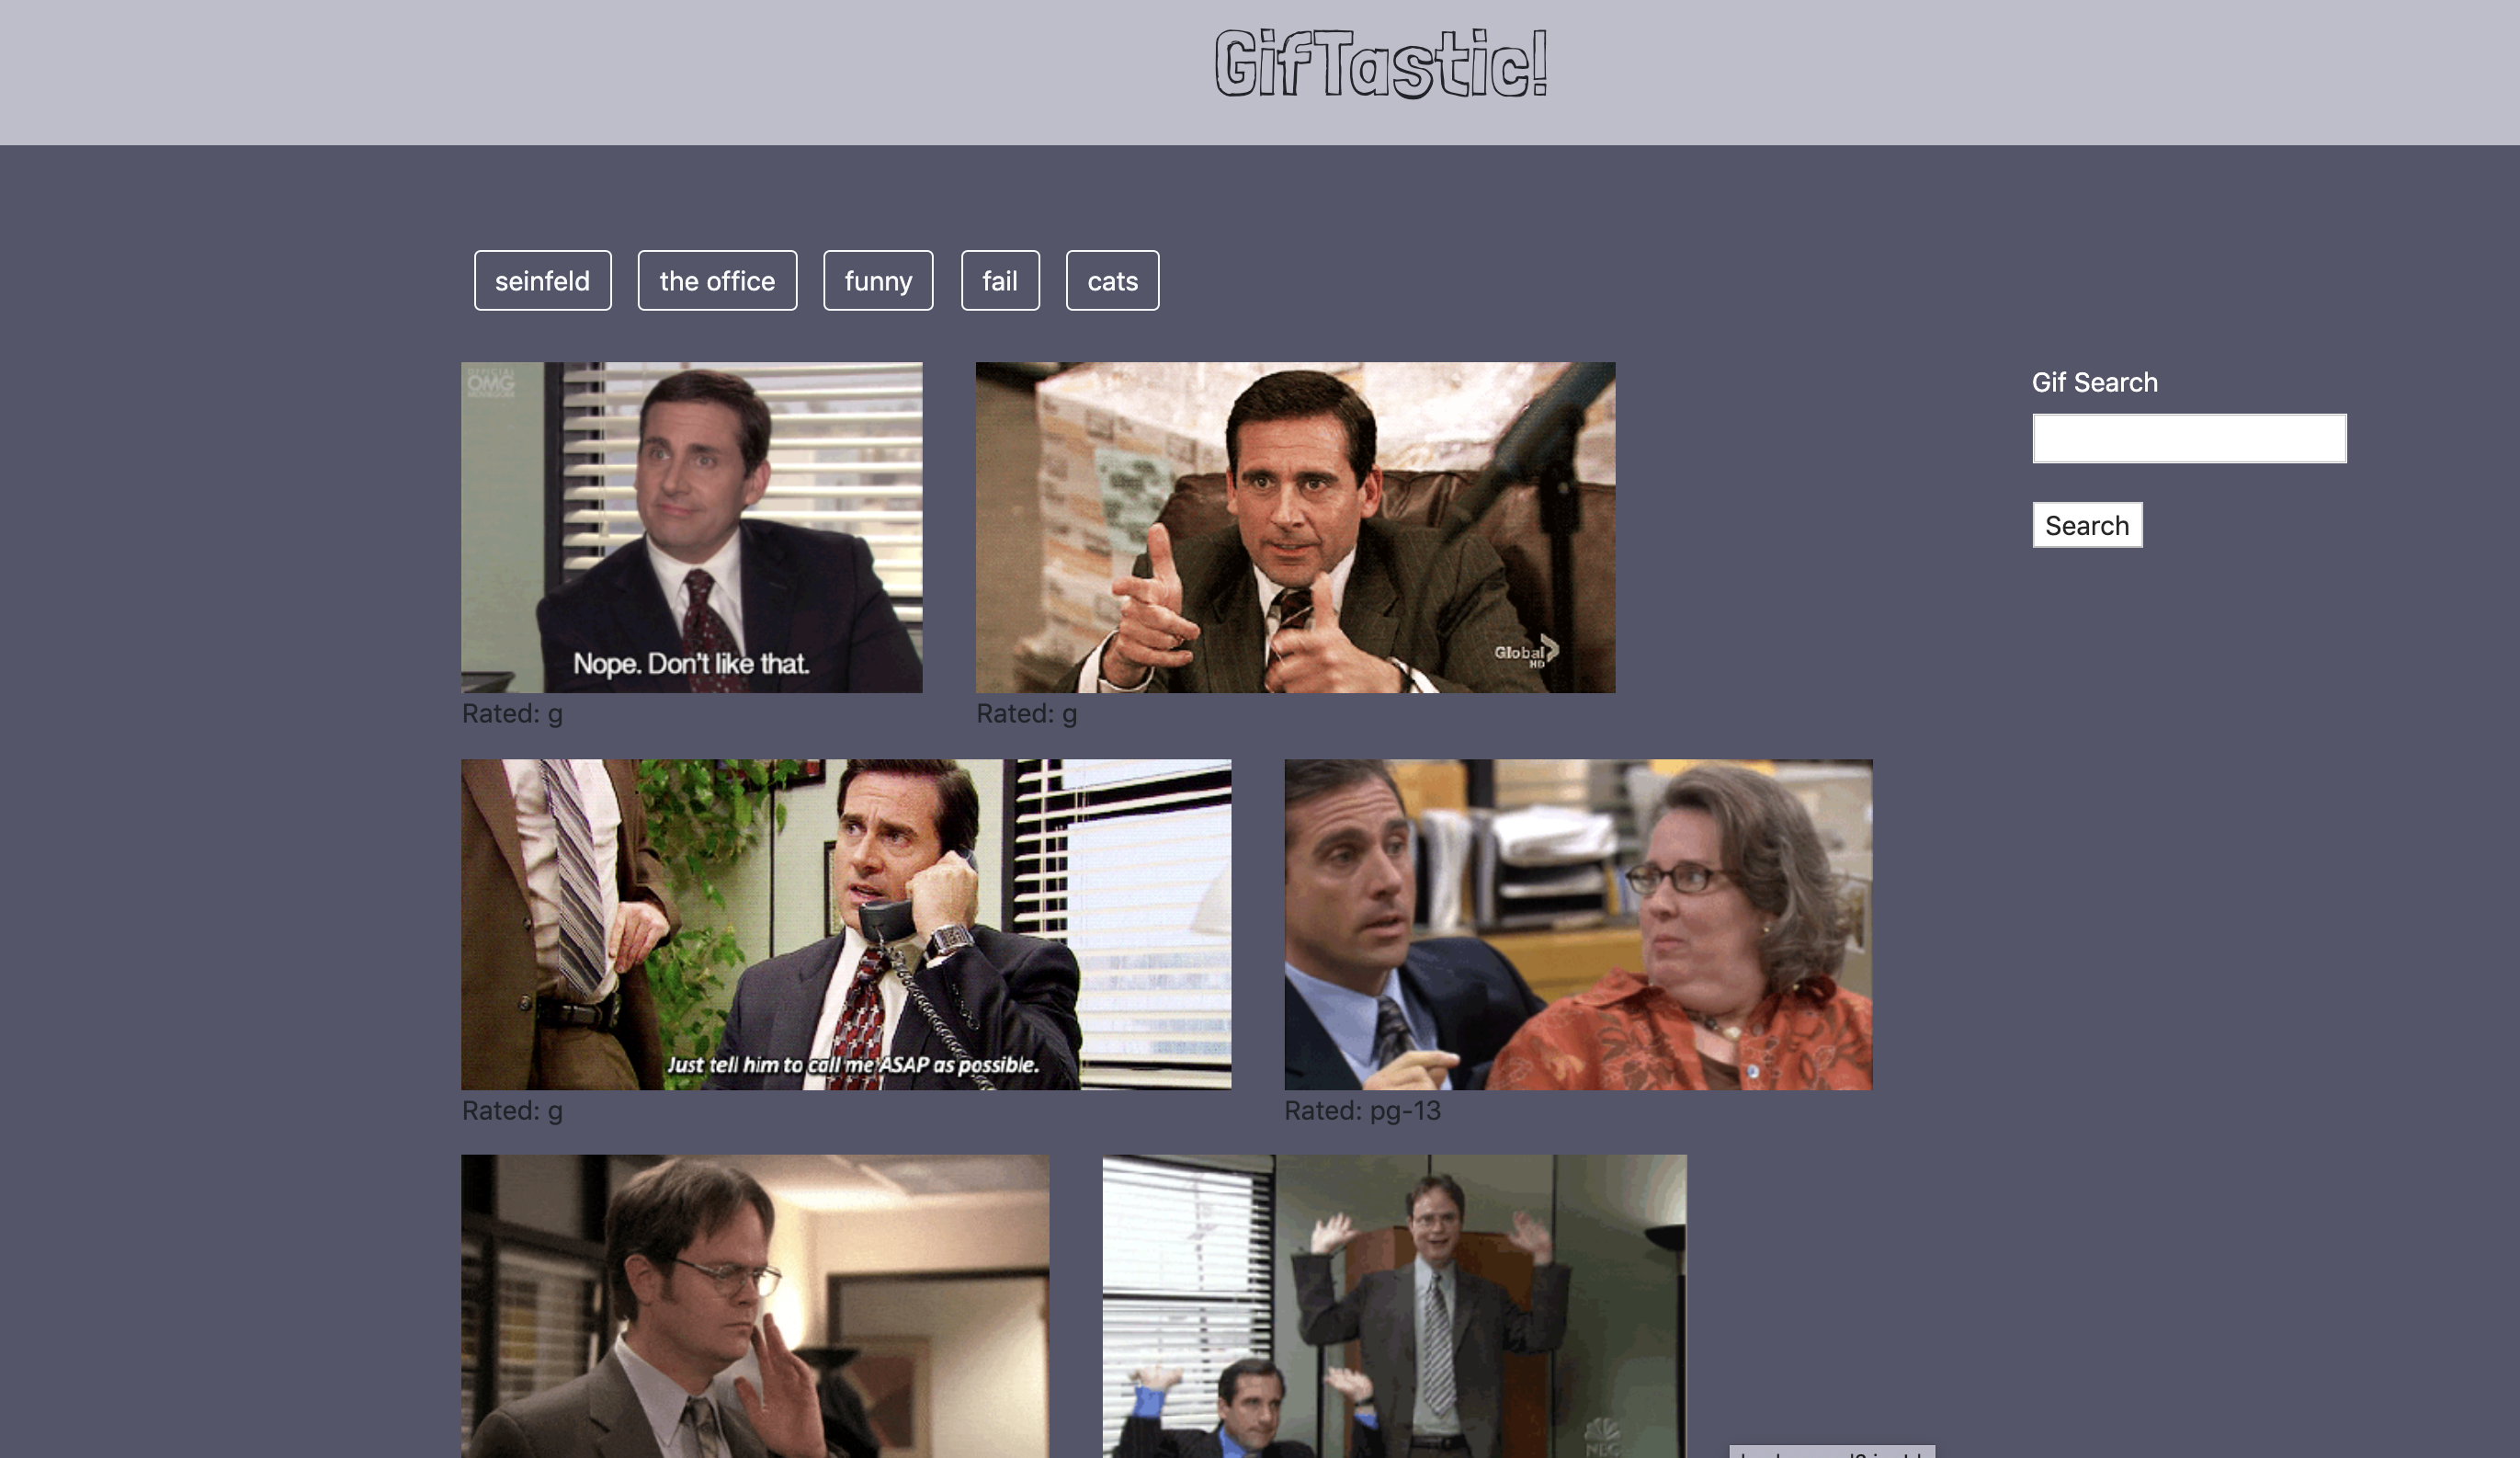 GifTastic!
seinfeld
the office
funny
fail
cats
OFFICIAL
OMG
Nope. Don't like that.
Global
HD
Gif Search
Search
Rated: g
Rated: g
Just tell him to call me ASAP as possible.
Rated: g
Rated: pg-13